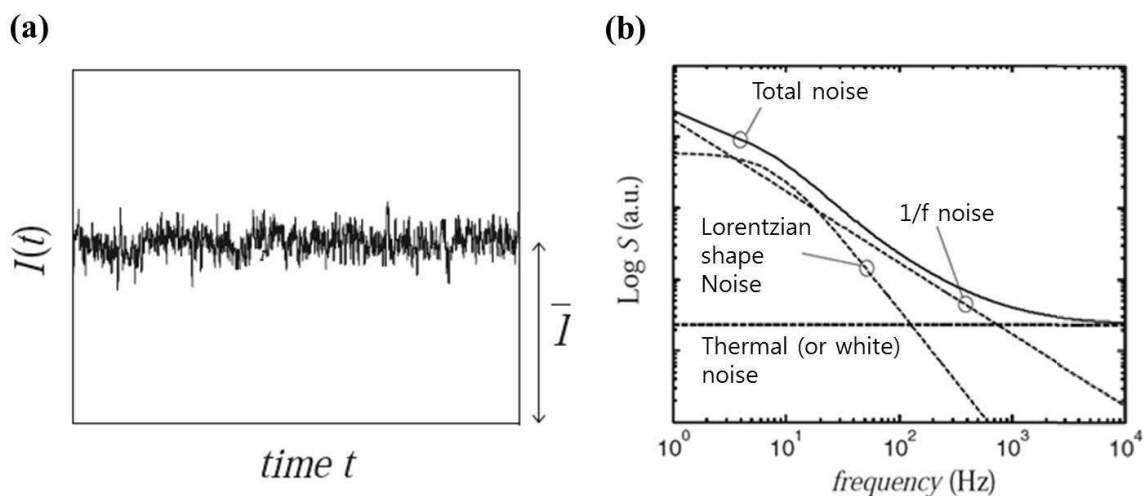 (a)
I(t)
Ī
time t
(b)
Log S (a.u.)
Total noise
1/f noise
Lorentzian
shape
Noise
Thermal (or white)
noise
10⁰ 10¹ 10² 10³ 10⁴
frequency (Hz)